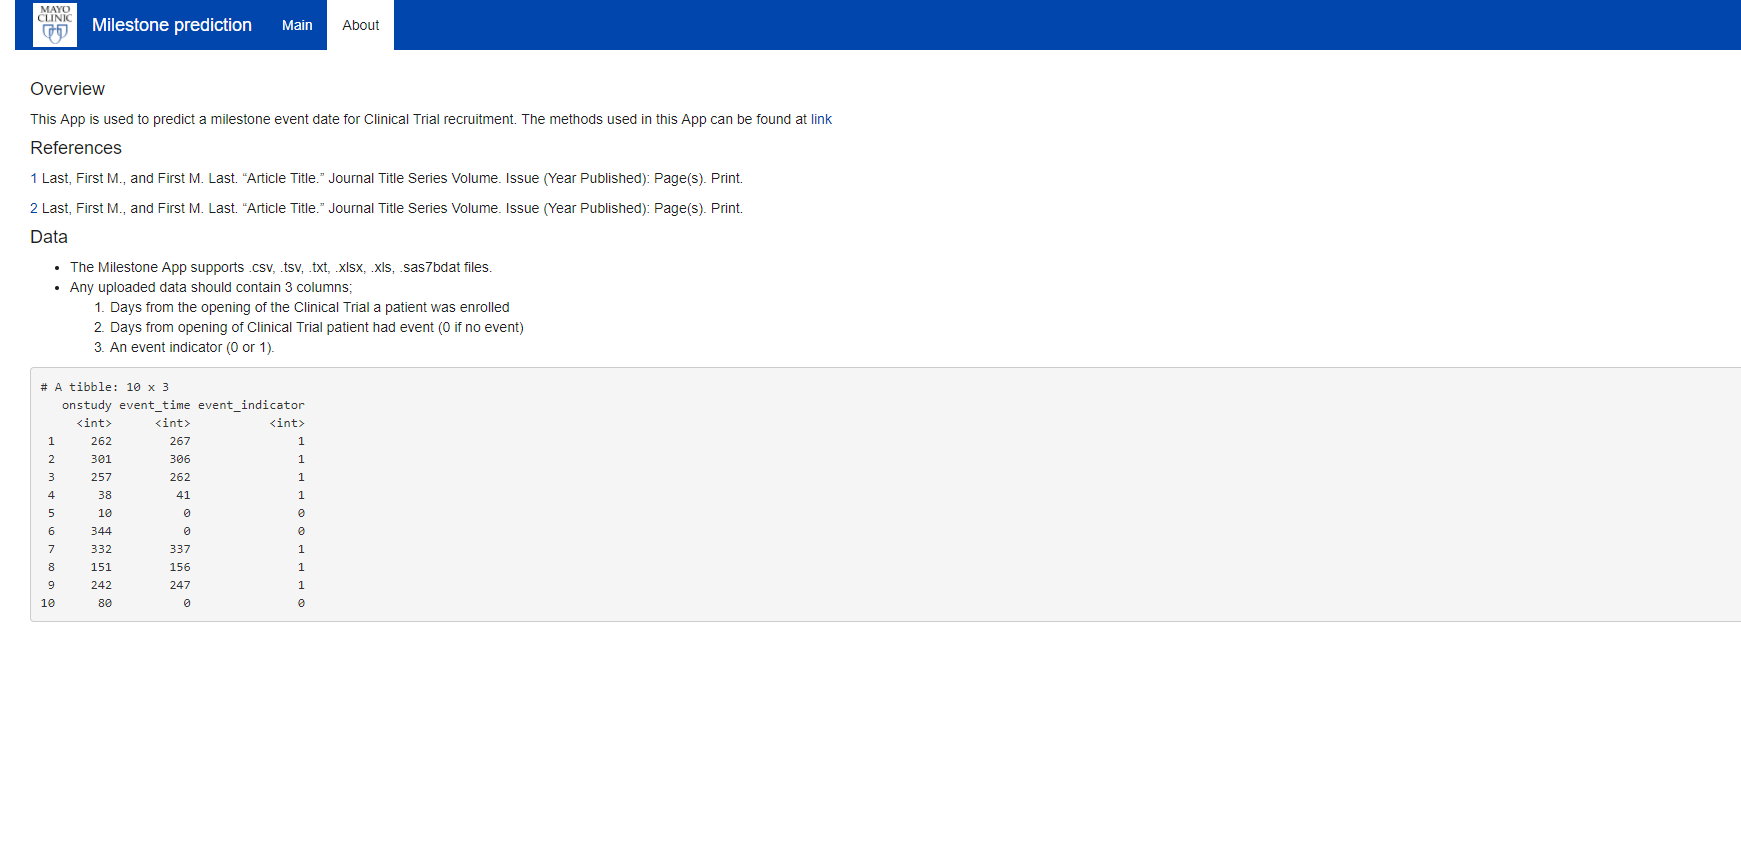 MAYO
CLINIC
Milestone prediction Main About
Overview
This App is used to predict a milestone event date for Clinical Trial recruitment. The methods used in this App can be found at link
References
1 Last, First M., and First M. Last. “Article Title.” Journal Title Series Volume. Issue (Year Published): Page(s). Print.
2 Last, First M., and First M. Last. “Article Title.” Journal Title Series Volume. Issue (Year Published): Page(s). Print.
Data
• The Milestone App supports .csv, .tsv, .txt, .xlsx, .xls, .sas7bdat files.
• Any uploaded data should contain 3 columns;
1. Days from the opening of the Clinical Trial a patient was enrolled
2. Days from opening of Clinical Trial patient had event (0 if no event)
3. An event indicator (0 or 1).
# A tibble: 10 x 3
onstudy event_time event_indicator
<int> <int> <int>
1 262 267 1
2 301 306 1
3 257 262 1
4 38 41 1
5 10 0 0
6 344 0 0
7 332 337 1
8 151 156 1
9 242 247 1
10 80 0 0